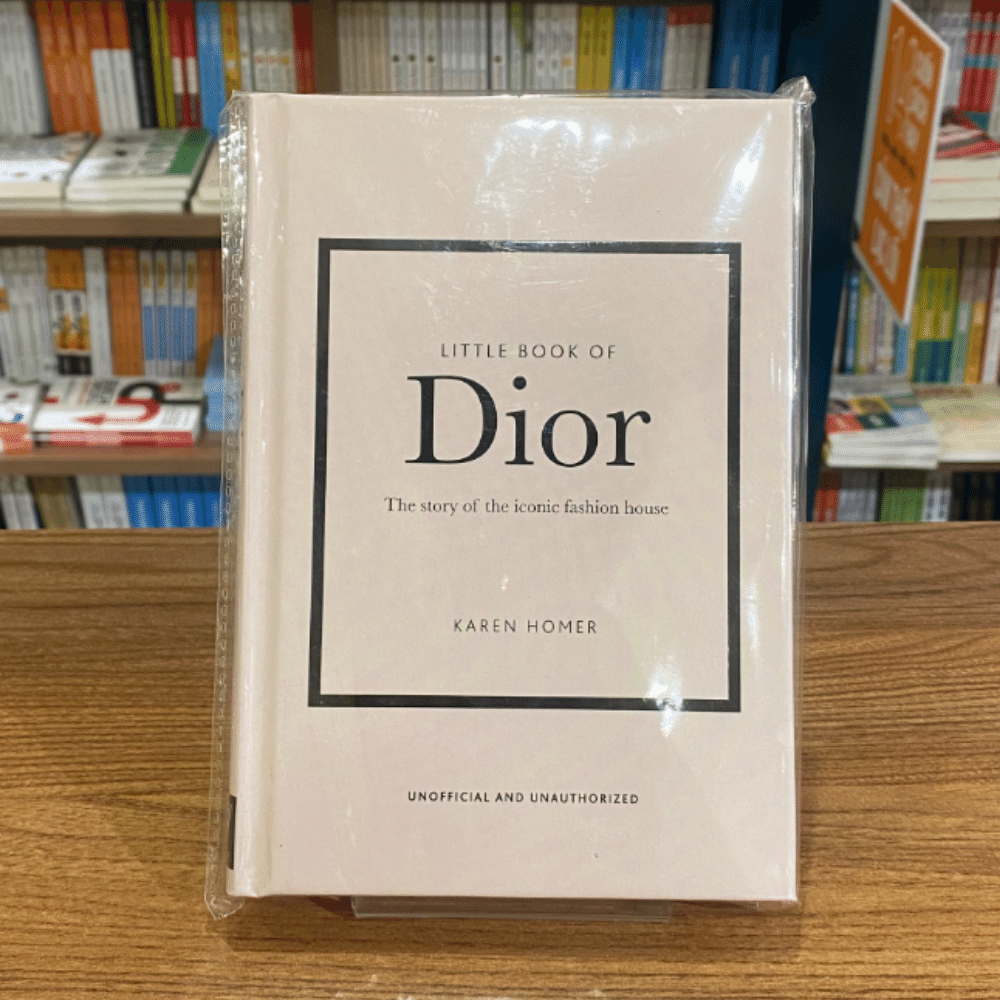 LITTLE BOOK OF
Dior
The story of the iconic fashion house
KAREN HOMER
UNOFFICIAL AND UNAUTHORIZED